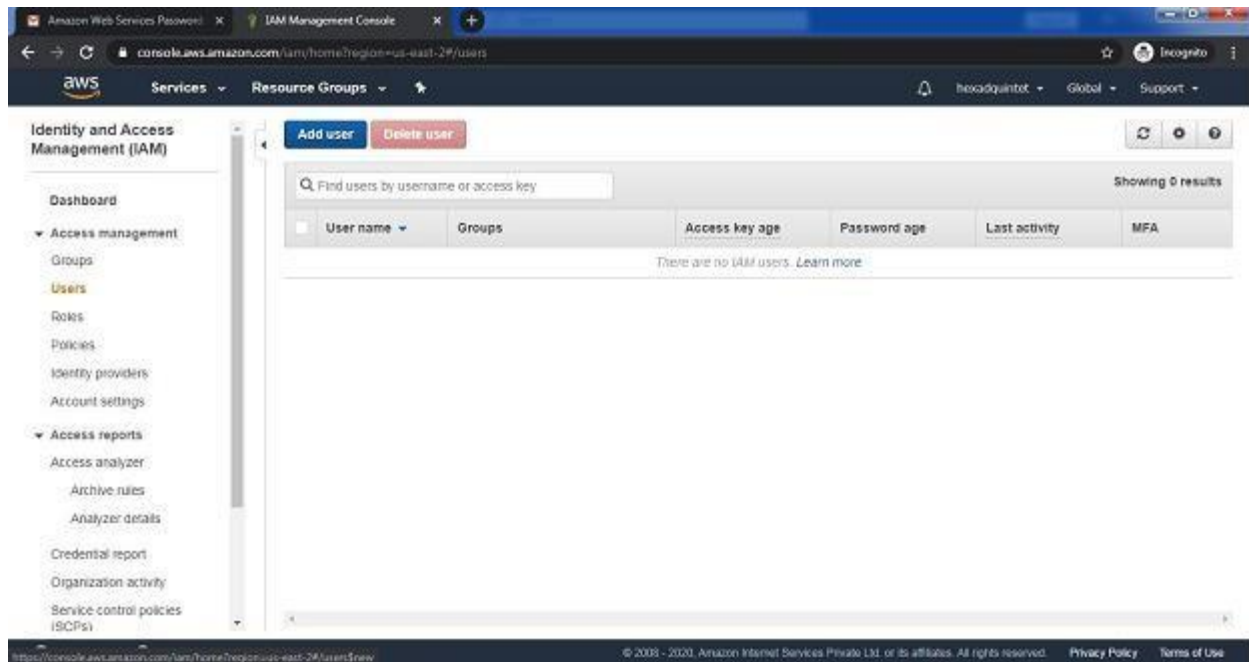 Amazon Web Services Password
IAM Management Console
console.aws.amazon.com/iam/home?region=us-east-2#/users
Incognito
aws
Services
Resource Groups
hexadquintet
Global
Support
Identity and Access
Management (IAM)
Dashboard
Access management
Groups
Users
Roles
Policies
Identity providers
Account settings
Access reports
Access analyzer
Archive rules
Analyzer details
Credential report
Organization activity
Service control policies
(SCPs)
Add user
Delete user
Find users by username or access key
Showing 0 results
User name
Groups
Access key age
Password age
Last activity
MFA
There are no IAM users. Learn more
https://console.aws.amazon.com/iam/home?region=us-east-2#/users$new
© 2008 - 2020, Amazon Internet Services Private Ltd. or its affiliates. All rights reserved.
Privacy Policy
Terms of Use